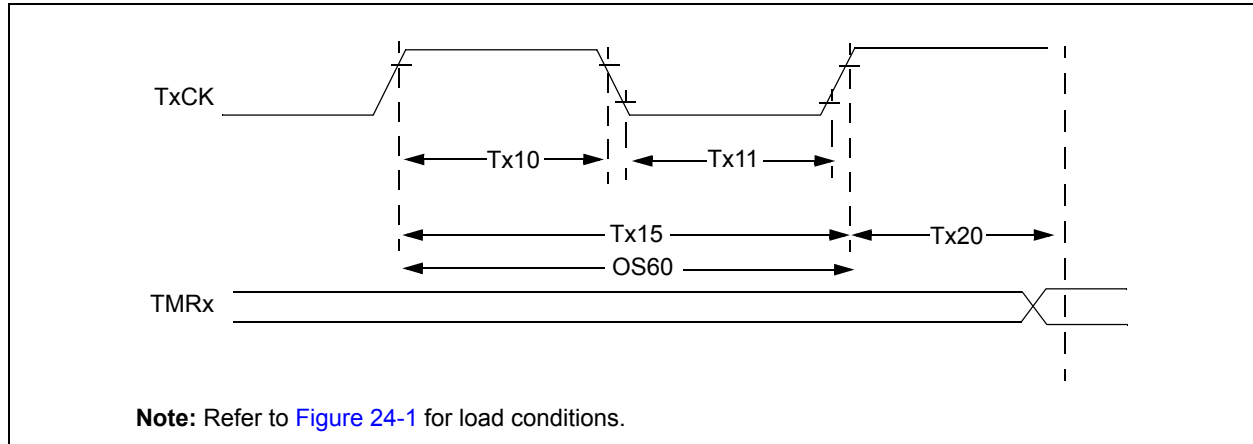 TxCK
Tx10
Tx11
Tx15
Tx20
OS60
TMRx
Note: Refer to Figure 24-1 for load conditions.